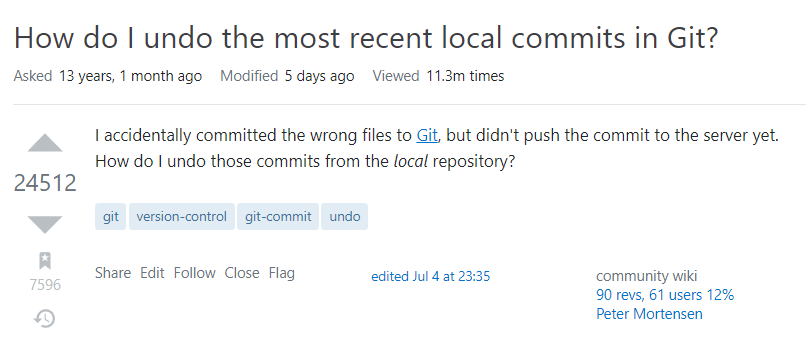 How do I undo the most recent local commits in Git?
Asked 13 years, 1 month ago Modified 5 days ago Viewed 11.3m times
I accidentally committed the wrong files to Git, but didn't push the commit to the server yet.
How do I undo those commits from the local repository?
24512
git version-control git-commit undo
7596
Share Edit Follow Close Flag
edited Jul 4 at 23:35
community wiki
90 revs, 61 users 12%
Peter Mortensen